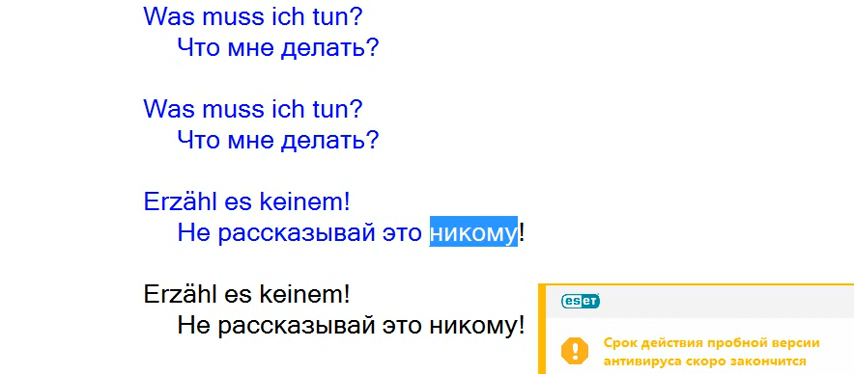 Was muss ich tun?
Что мне делать?
Was muss ich tun?
Что мне делать?
Erzähl es keinem!
Не рассказывай это никому!
Erzähl es keinem!
Не рассказывай это никому!
eseT
Срок действия пробной версии
антивируса скоро закончится